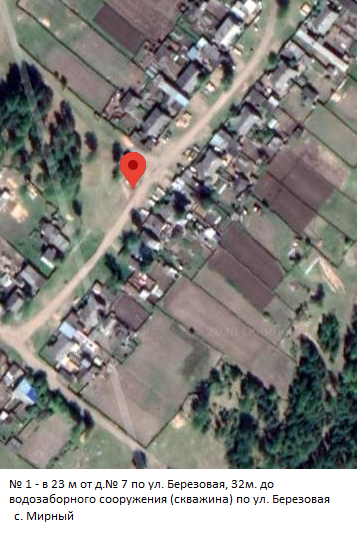 № 1 - в 23 м от д.№ 7 по ул. Березовая, 32м. до
водозаборного сооружения (скважина) по ул. Березовая
с. Мирный